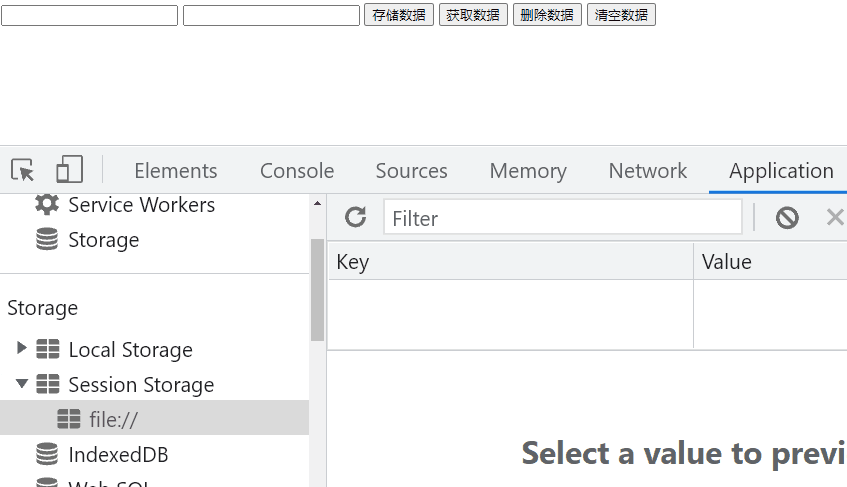 存储数据 获取数据 删除数据 清空数据
Elements Console Sources Memory Network Application
Service Workers
Filter
Storage
Key Value
Storage
Local Storage
Session Storage
file://
IndexedDB
Select a value to previ